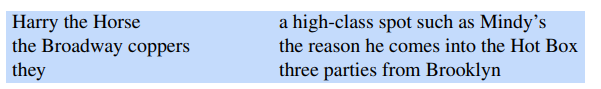 Harry the Horse a high-class spot such as Mindy’s
the Broadway coppers the reason he comes into the Hot Box
they three parties from Brooklyn